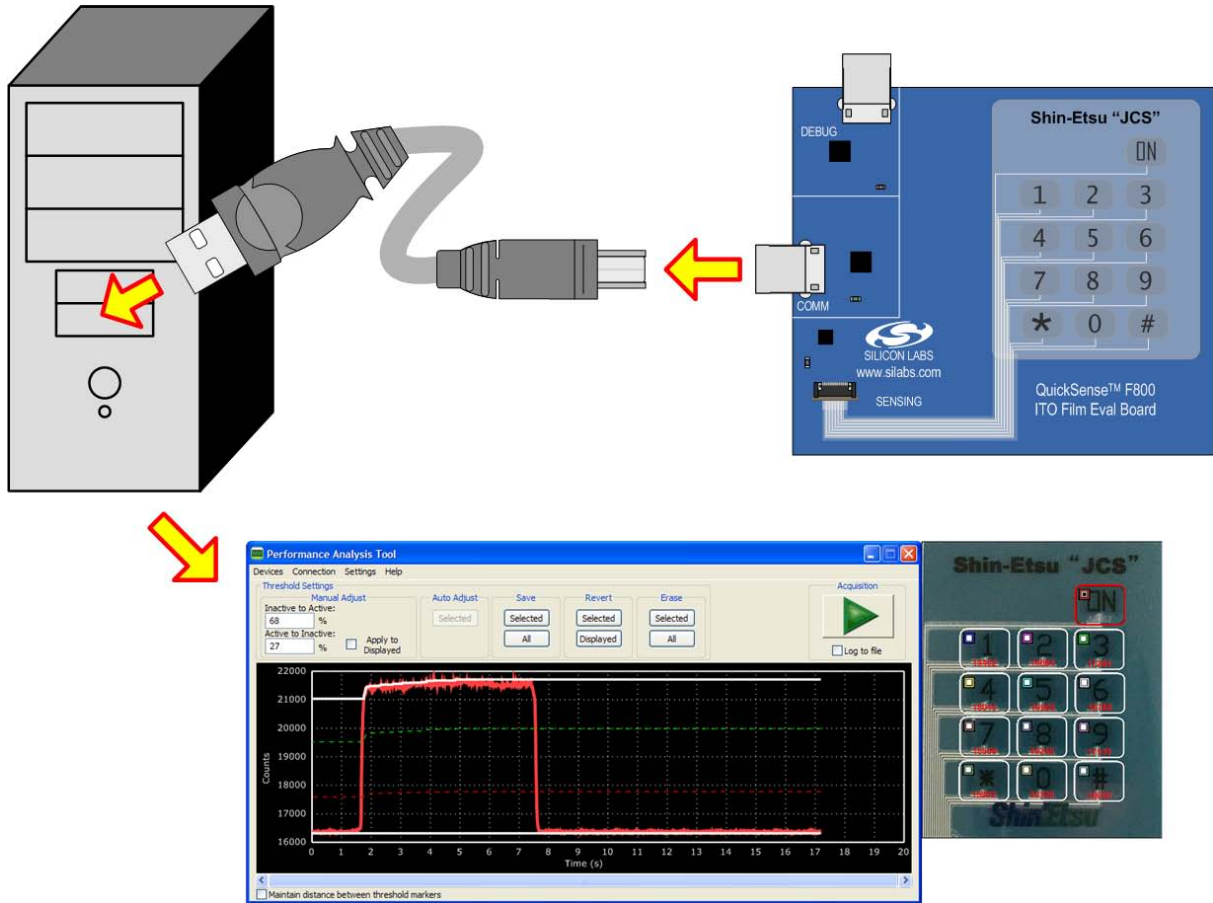 DEBUG
COMM
SILICON LABS
www.silabs.com
SENSING
Shin-Etsu “JCS”
ON
1 2 3
4 5 6
7 8 9
* 0 #
QuickSense™ F800
ITO Film Eval Board
Performance Analysis Tool
Devices Connection Settings Help
Threshold Settings
Manual Adjust
Inactive to Active:
68 %
Active to Inactive:
27 %
Apply to
Displayed
Auto Adjust
Selected
Save
Selected
All
Revert
Selected
Displayed
Erase
Selected
All
Acquisition
Log to file
Counts
22000
21000
20000
19000
18000
17000
16000
0 1 2 3 4 5 6 7 8 9 10 11 12 13 14 15 16 17 18 19 20
Time (s)
Maintain distance between threshold markers
Shin-Etsu “JCS”
ON
1 2 3
4 5 6
7 8 9
* 0 #
ShinEtsu